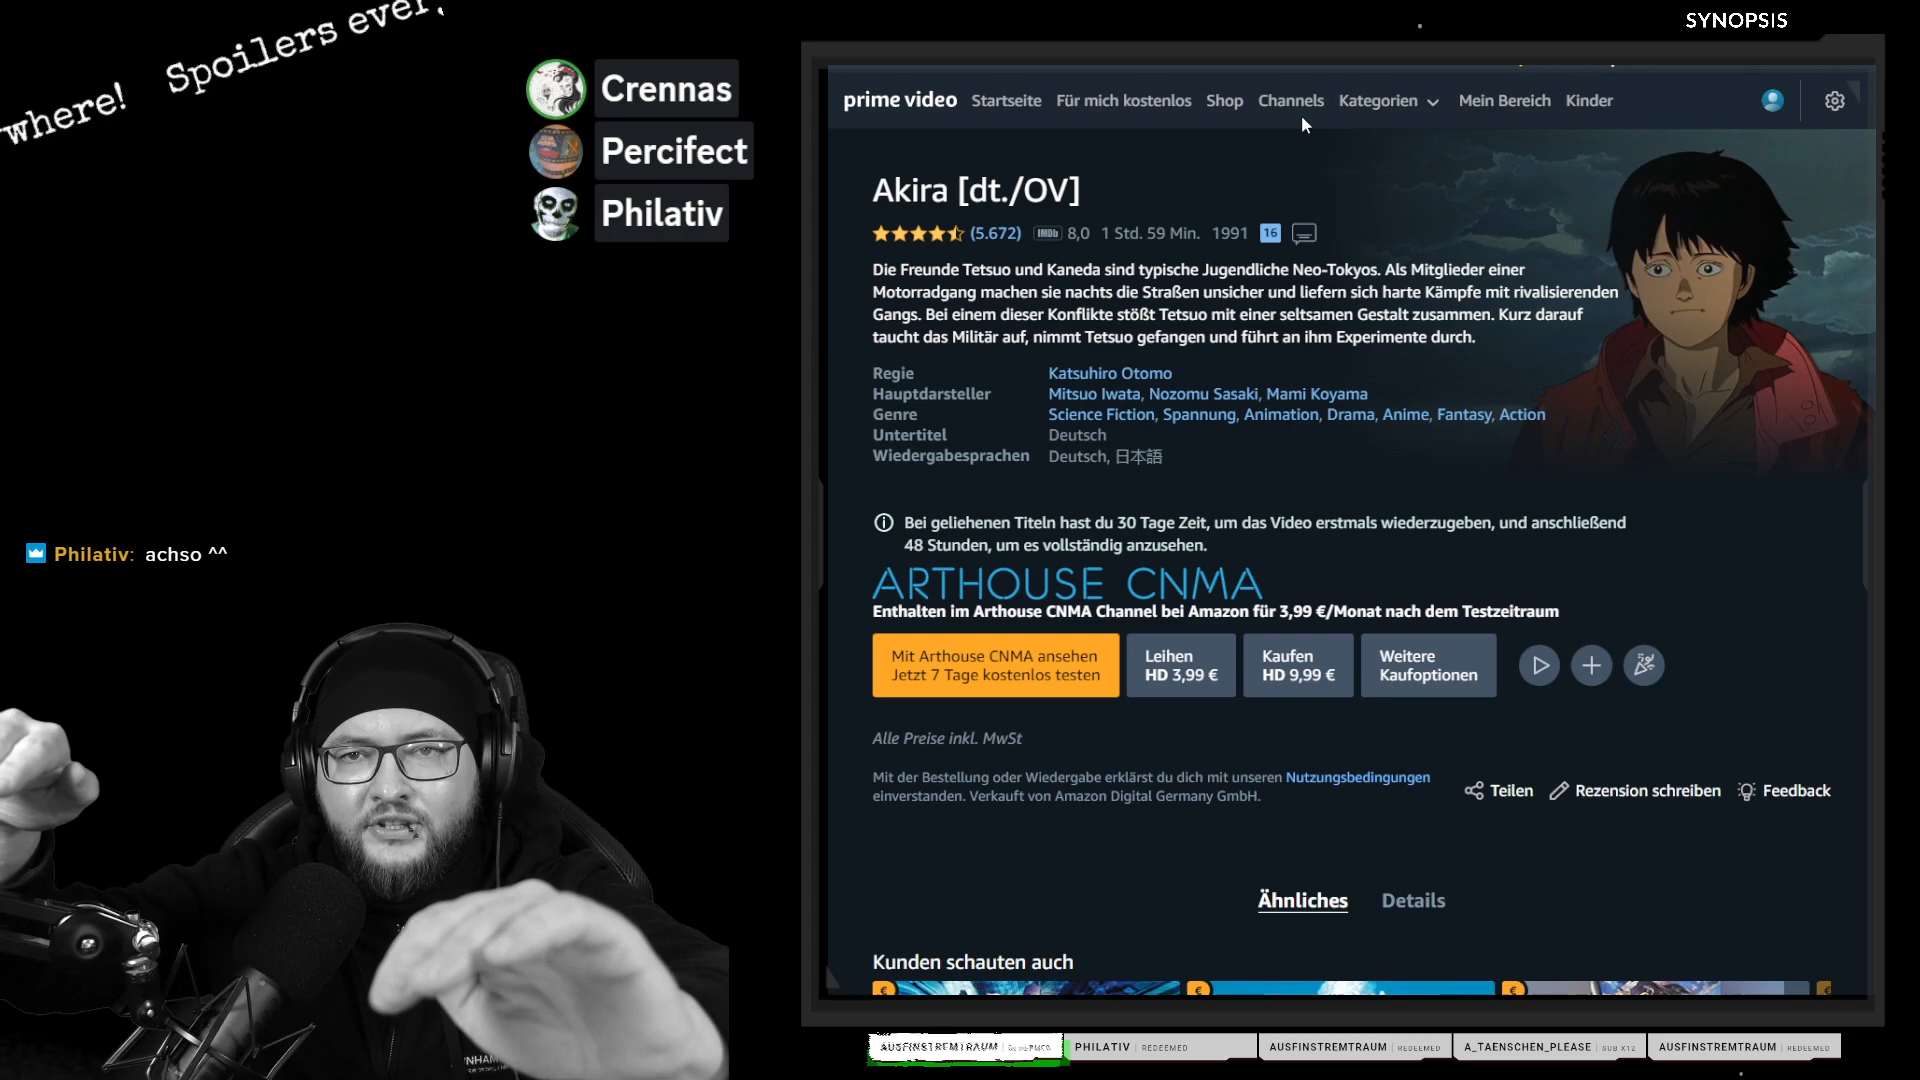 where! Spoilers ever
SYNOPSIS
Crennas
Percifect
Philativ
prime video Startseite Für mich kostenlos Shop Channels Kategorien Mein Bereich Kinder
Akira [dt./OV]
(5.672) IMDb 8,0 1 Std. 59 Min. 1991 16
Die Freunde Tetsuo und Kaneda sind typische Jugendliche Neo-Tokyos. Als Mitglieder einer
Motorradgang machen sie nachts die Straßen unsicher und liefern sich harte Kämpfe mit rivalisierenden
Gangs. Bei einem dieser Konflikte stößt Tetsuo mit einer seltsamen Gestalt zusammen. Kurz darauf
taucht das Militär auf, nimmt Tetsuo gefangen und führt an ihm Experimente durch.
Regie Katsuhiro Otomo
Hauptdarsteller Mitsuo Iwata, Nozomu Sasaki, Mami Koyama
Genre Science Fiction, Spannung, Animation, Drama, Anime, Fantasy, Action
Untertitel Deutsch
Wiedergabesprachen Deutsch, 日本語
Bei geliehenen Titeln hast du 30 Tage Zeit, um das Video erstmals wiederzugeben, und anschließend
48 Stunden, um es vollständig anzusehen.
ARTHOUSE CNMA
Enthalten im Arthouse CNMA Channel bei Amazon für 3,99 €/Monat nach dem Testzeitraum
Mit Arthouse CNMA ansehen
Jetzt 7 Tage kostenlos testen
Leihen
HD 3,99 €
Kaufen
HD 9,99 €
Weitere
Kaufoptionen
Alle Preise inkl. MwSt
Mit der Bestellung oder Wiedergabe erklärst du dich mit unseren Nutzungsbedingungen
einverstanden. Verkauft von Amazon Digital Germany GmbH.
Teilen Rezension schreiben Feedback
Ähnliches Details
Kunden schauten auch
€ € € €
Philativ: achso ^^
AUSFINSTREMTRAUM
PHILATIV REDEEMED
AUSFINSTREMTRAUM REDEEMED
A_TAENSCHEN_PLEASE SUB X12
AUSFINSTREMTRAUM REDEEMED